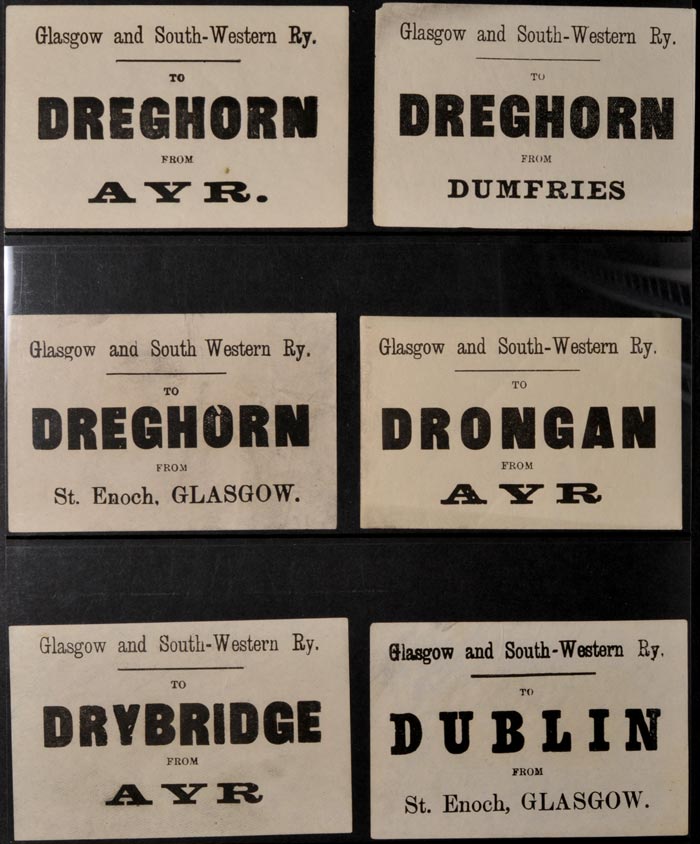 Glasgow and South-Western Ry.
TO
DREGHORN
FROM
AYR.
Glasgow and South-Western Ry.
TO
DREGHORN
FROM
DUMFRIES
Glasgow and South Western Ry.
TO
DREGHORN
FROM
St. Enoch, GLASGOW.
Glasgow and South-Western Ry.
TO
DRONGAN
FROM
AYR
Glasgow and South-Western Ry.
TO
DRYBRIDGE
FROM
AYR
Glasgow and South-Western Ry.
TO
DUBLIN
FROM
St. Enoch, GLASGOW.